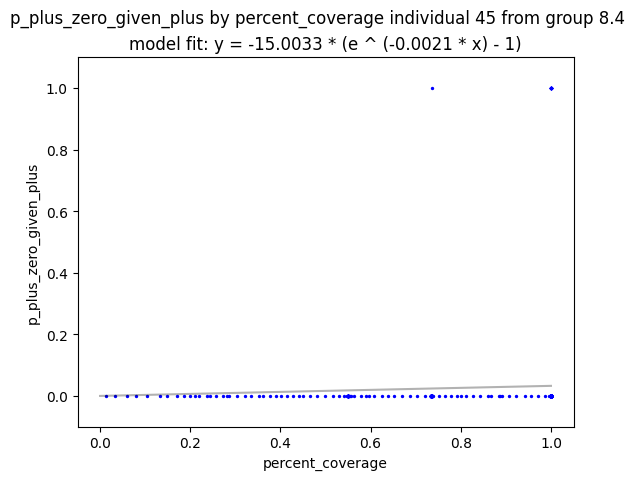 p_plus_zero_given_plus by percent_coverage individual 45 from group 8.4
model fit: y = -15.0033 * (e ^ (-0.0021 * x) - 1)
p_plus_zero_given_plus
1.0
0.8
0.6
0.4
0.2
0.0
0.0 0.2 0.4 0.6 0.8 1.0
percent_coverage